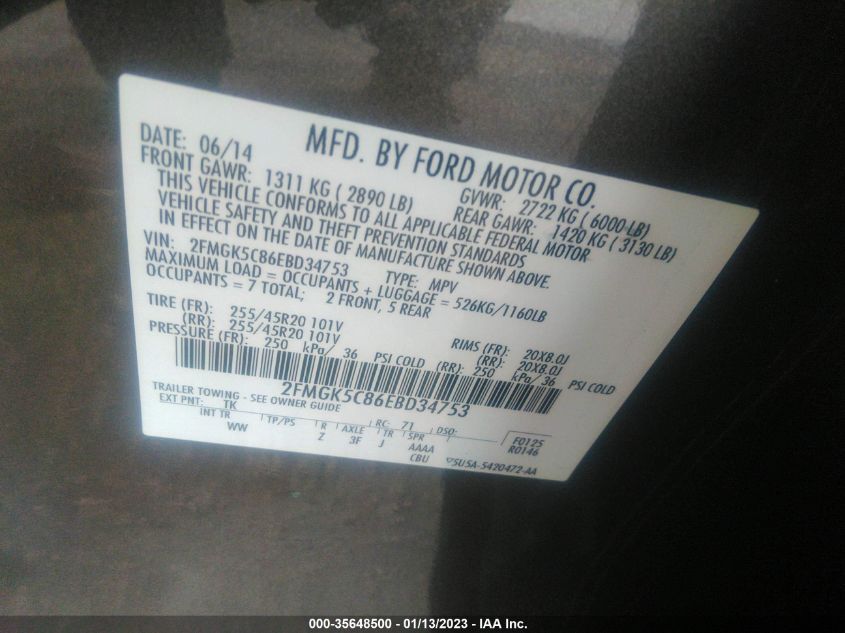 MFD. BY FORD MOTOR CO.
DATE: 06/14 GVWR: 2722 KG ( 6000 LB)
FRONT GAWR: 1311 KG ( 2890 LB) REAR GAWR: 1420 KG ( 3130 LB)
THIS VEHICLE CONFORMS TO ALL APPLICABLE FEDERAL MOTOR
VEHICLE SAFETY AND THEFT PREVENTION STANDARDS
IN EFFECT ON THE DATE OF MANUFACTURE SHOWN ABOVE.
VIN: 2FMGK5C86EBD34753 TYPE: MPV
MAXIMUM LOAD = OCCUPANTS + LUGGAGE = 526KG/1160LB
OCCUPANTS = 7 TOTAL; 2 FRONT, 5 REAR
TIRE (FR): 255/45R20 101V RIMS (FR): 20X8.0J
(RR): 255/45R20 101V (RR): 20X8.0J
PRESSURE (FR): 250 kPa/ 36 PSI COLD (RR): 250 kPa/ 36 PSI COLD
2FMGK5C86EBD34753
TRAILER TOWING - SEE OWNER GUIDE
EXT PNT: TK RC: 71 DSO:
INT TR TP/PS R AXLE TR SPR F0125
WW Z 3F J AAAA R0146
CBU ▽SU5A-5420472-AA
000-35648500 - 01/13/2023 - IAA Inc.